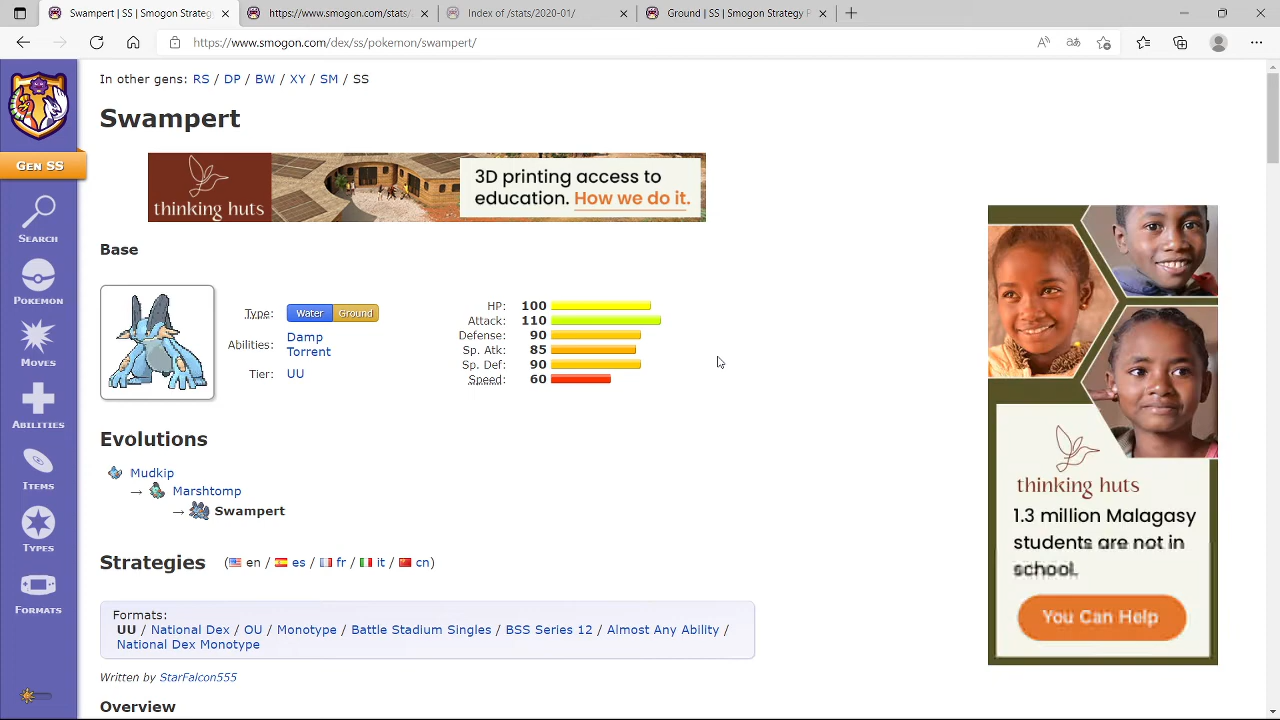 Swampert | SS | Smogon Strategy P
https://www.smogon.com/stats/
Index of /stats/2020-01/
Ground | SS | Smogon Strategy P
https://www.smogon.com/dex/ss/pokemon/swampert/
In other gens: RS / DP / BW / XY / SM / SS
Swampert
thinking huts
3D printing access to
education. How we do it.
GEN SS
SEARCH
POKEMON
MOVES
ABILITIES
ITEMS
TYPES
FORMATS
Base
Type: Water Ground
Abilities: Damp
Torrent
Tier: UU
HP: 100
Attack: 110
Defense: 90
Sp. Atk: 85
Sp. Def: 90
Speed: 60
Evolutions
Mudkip
→ Marshtomp
→ Swampert
Strategies (en / es / fr / it / cn)
Formats:
UU / National Dex / OU / Monotype / Battle Stadium Singles / BSS Series 12 / Almost Any Ability /
National Dex Monotype
Written by StarFalcon555
Overview
thinking huts
1.3 million Malagasy
students are not in
school.
You Can Help